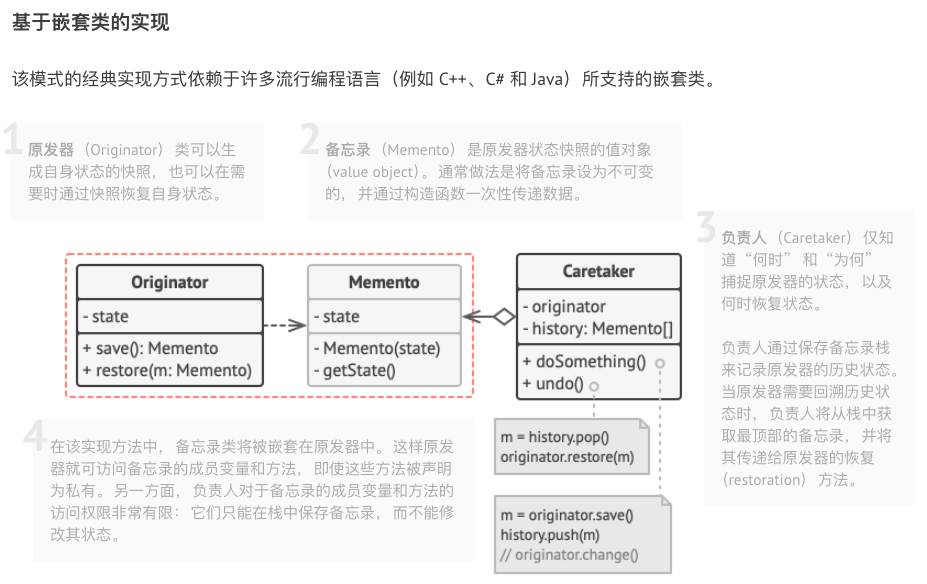 基于嵌套类的实现
该模式的经典实现方式依赖于许多流行编程语言（例如 C++、C# 和 Java）所支持的嵌套类。
1
原发器（Originator）类可以生
成自身状态的快照，也可以在需
要时通过快照恢复自身状态。
2
备忘录（Memento）是原发器状态快照的值对象
（value object）。通常做法是将备忘录设为不可变
的，并通过构造函数一次性传递数据。
3
负责人（Caretaker）仅知
道“何时”和“为何”
捕捉原发器的状态，以及
何时恢复状态。
负责人通过保存备忘录栈
来记录原发器的历史状态。
当原发器需要回溯历史状
态时，负责人将从栈中获
取最顶部的备忘录，并将
其传递给原发器的恢复
（restoration）方法。
Originator
- state
+ save(): Memento
+ restore(m: Memento)
Memento
- state
- Memento(state)
- getState()
Caretaker
- originator
- history: Memento[]
+ doSomething()
+ undo()
m = history.pop()
originator.restore(m)
m = originator.save()
history.push(m)
// originator.change()
4
在该实现方法中，备忘录类将被嵌套在原发器中。这样原发
器就可访问备忘录的成员变量和方法，即使这些方法被声明
为私有。另一方面，负责人对于备忘录的成员变量和方法的
访问权限非常有限：它们只能在栈中保存备忘录，而不能修
改其状态。